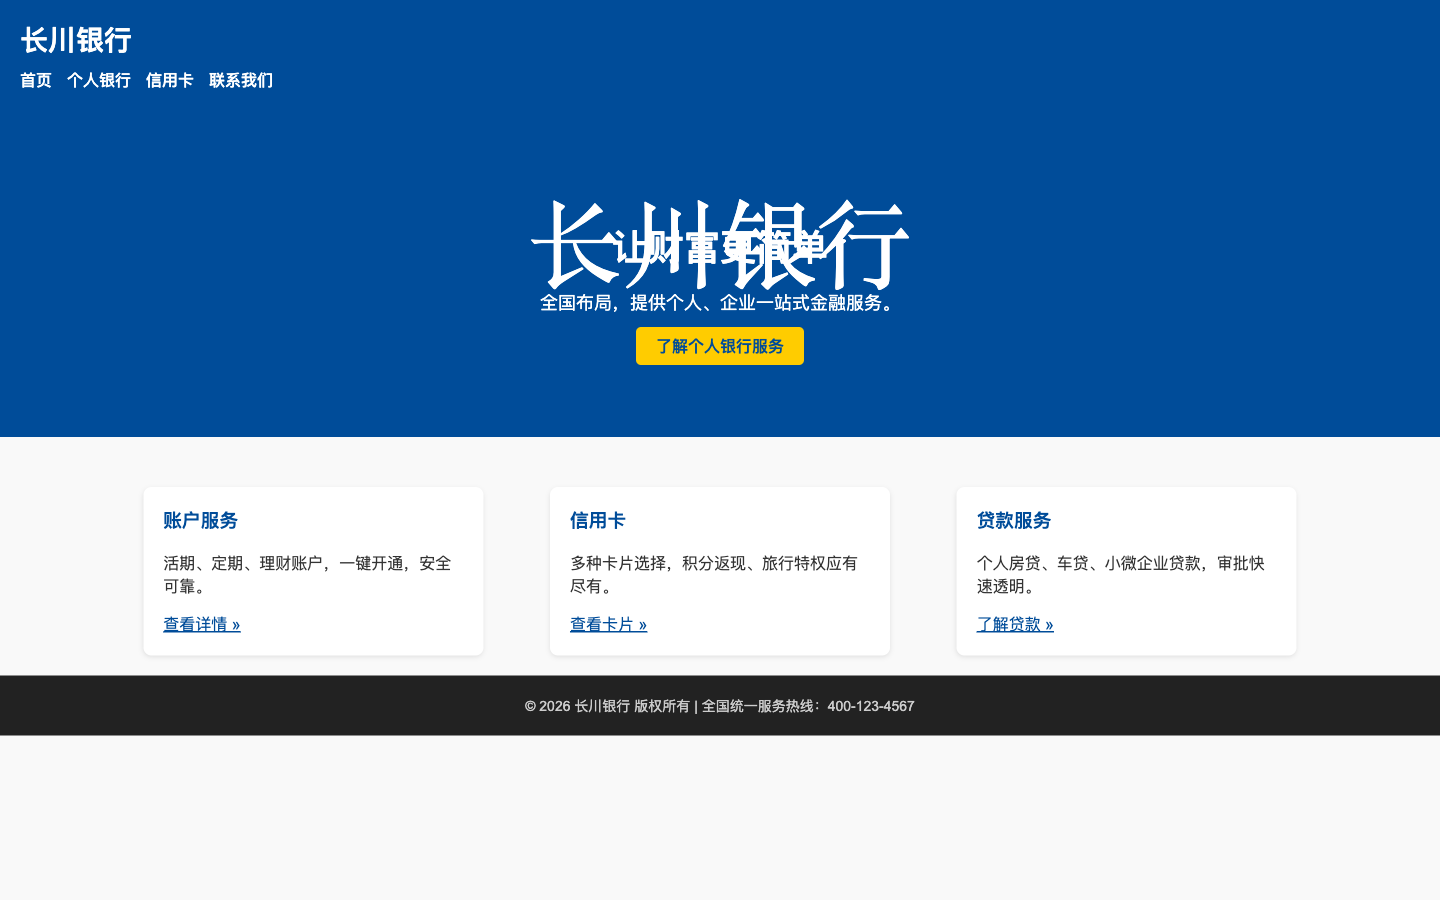 长川银行
首页 个人银行 信用卡 联系我们
长川银行
让财富更简单
全国布局，提供个人、企业一站式金融服务。
了解个人银行服务
账户服务
活期、定期、理财账户，一键开通，安全
可靠。
查看详情 »
信用卡
多种卡片选择，积分返现、旅行特权应有
尽有。
查看卡片 »
贷款服务
个人房贷、车贷、小微企业贷款，审批快
速透明。
了解贷款 »
© 2026 长川银行 版权所有 | 全国统一服务热线：400-123-4567